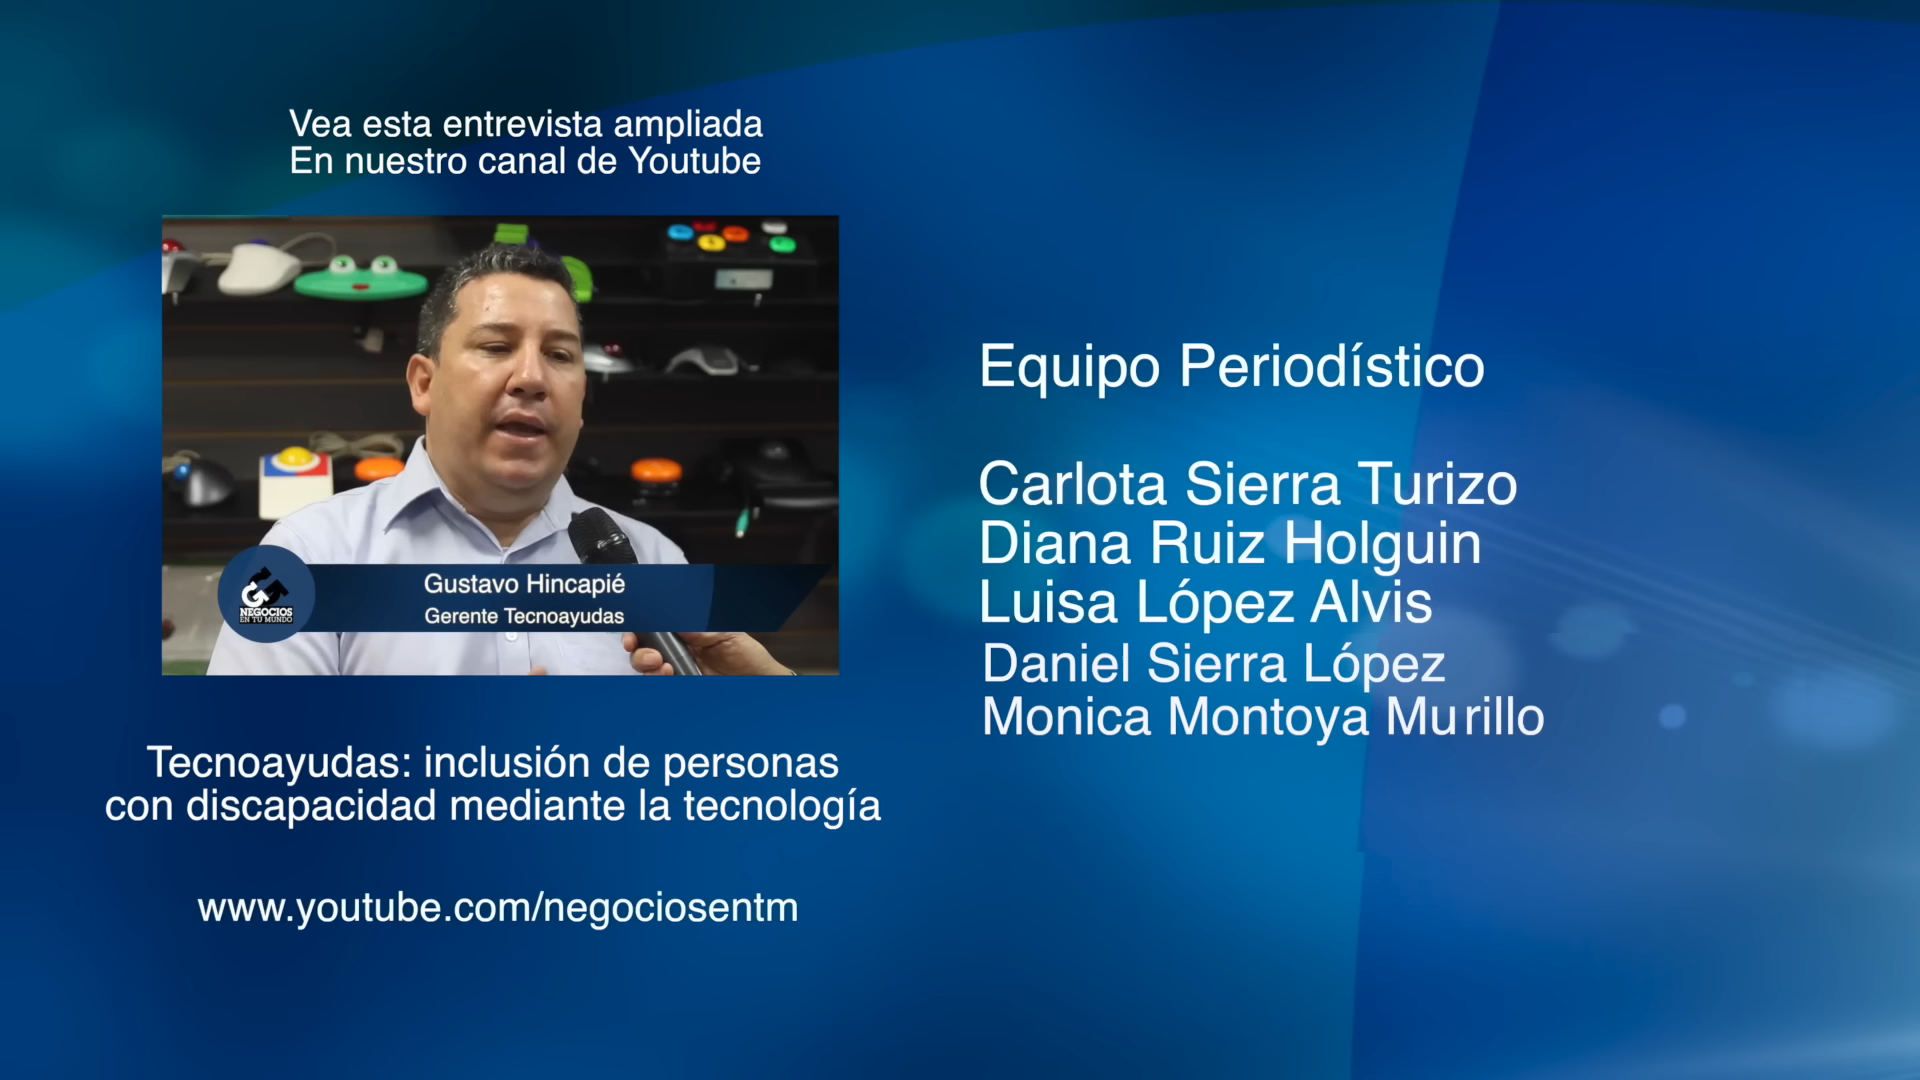 Vea esta entrevista ampliada
En nuestro canal de Youtube
Gustavo Hincapié
Gerente Tecnoayudas
NEGOCIOS
EN TU MUNDO
Tecnoayudas: inclusión de personas
con discapacidad mediante la tecnología
www.youtube.com/negociosentm
Equipo Periodístico
Carlota Sierra Turizo
Diana Ruiz Holguin
Luisa López Alvis
Daniel Sierra López
Monica Montoya Murillo